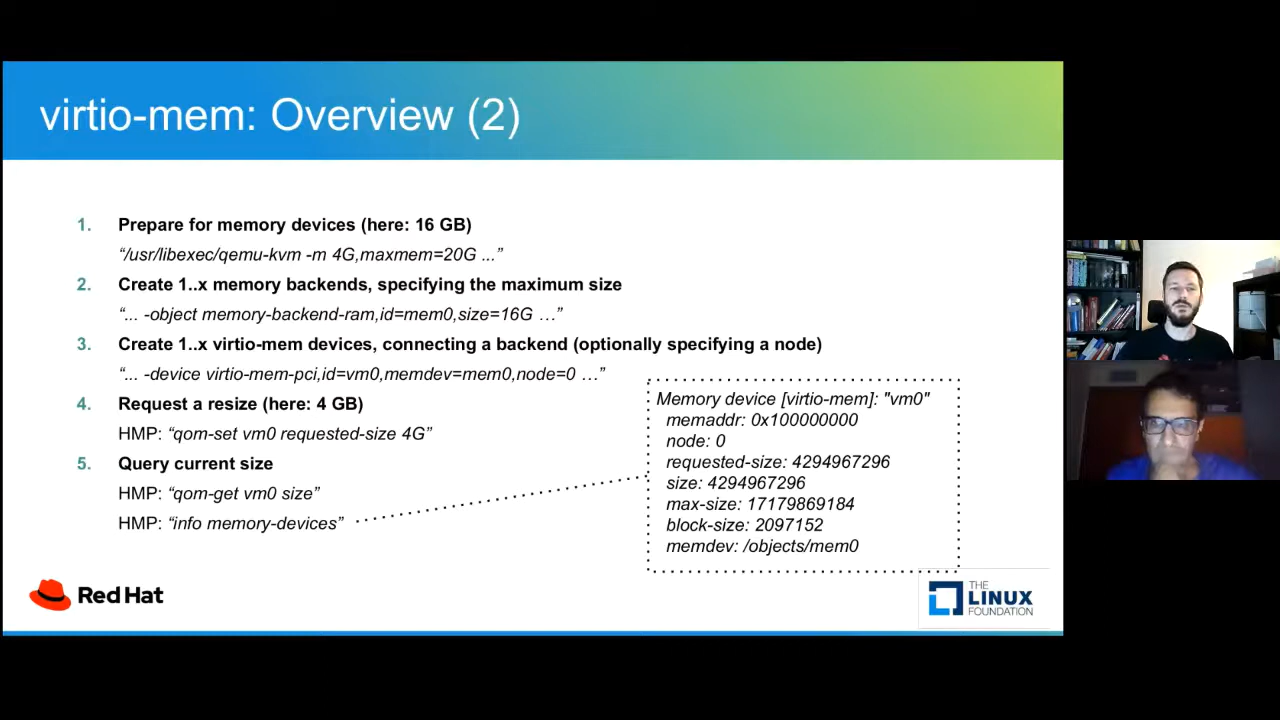 virtio-mem: Overview (2)
1. Prepare for memory devices (here: 16 GB)
“/usr/libexec/qemu-kvm -m 4G,maxmem=20G ...”
2. Create 1..x memory backends, specifying the maximum size
“... -object memory-backend-ram,id=mem0,size=16G …”
3. Create 1..x virtio-mem devices, connecting a backend (optionally specifying a node)
“... -device virtio-mem-pci,id=vm0,memdev=mem0,node=0 …”
4. Request a resize (here: 4 GB)
HMP: “qom-set vm0 requested-size 4G”
5. Query current size
HMP: “qom-get vm0 size”
HMP: “info memory-devices”
Memory device [virtio-mem]: "vm0"
memaddr: 0x100000000
node: 0
requested-size: 4294967296
size: 4294967296
max-size: 17179869184
block-size: 2097152
memdev: /objects/mem0
Red Hat
THE
LINUX
FOUNDATION